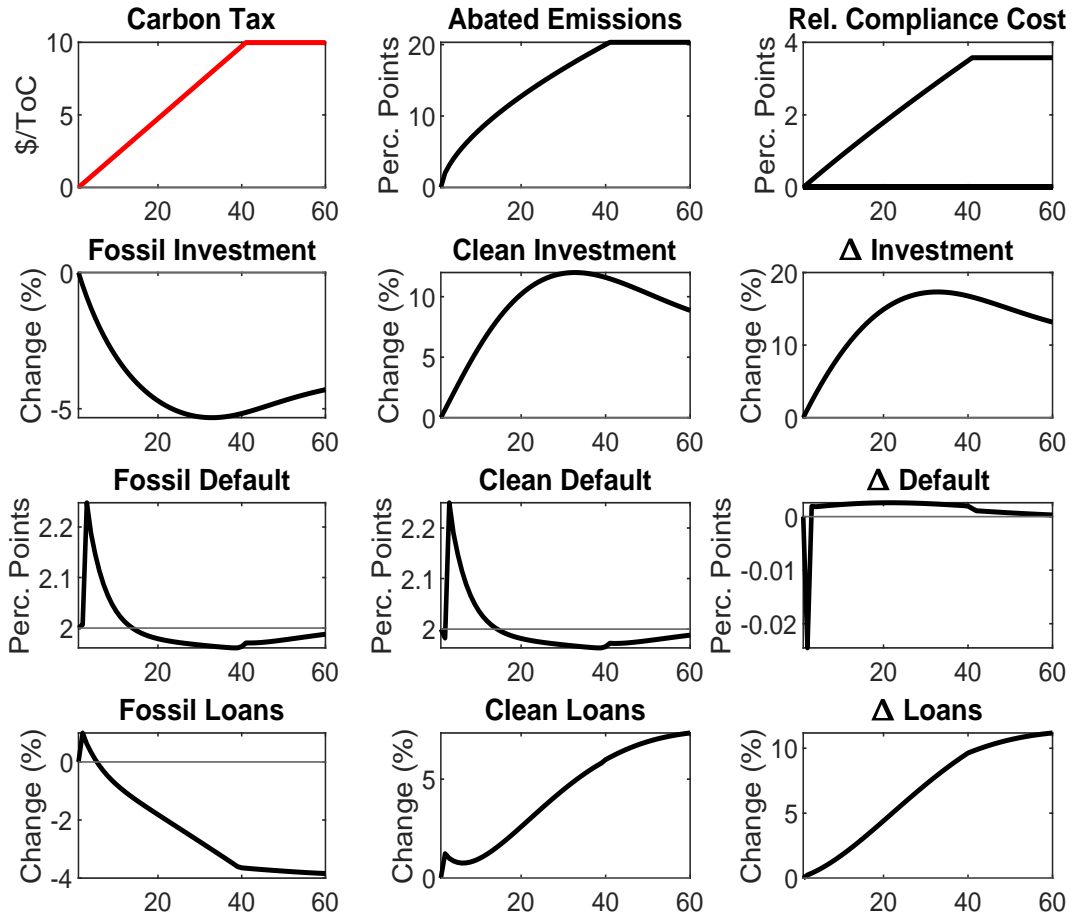 Carbon Tax
$/ToC
10
5
0
20 40 60
Abated Emissions
Perc. Points
20
10
0
20 40 60
Rel. Compliance Cost
Perc. Points
4
2
0
20 40 60
Fossil Investment
Change (%)
0
-5
20 40 60
Clean Investment
Change (%)
10
5
0
20 40 60
Δ Investment
Change (%)
20
10
0
20 40 60
Fossil Default
Perc. Points
2.2
2.1
2
20 40 60
Clean Default
Perc. Points
2.2
2.1
2
20 40 60
Δ Default
Perc. Points
0
-0.01
-0.02
20 40 60
Fossil Loans
Change (%)
0
-2
-4
20 40 60
Clean Loans
Change (%)
5
0
20 40 60
Δ Loans
Change (%)
10
5
0
20 40 60